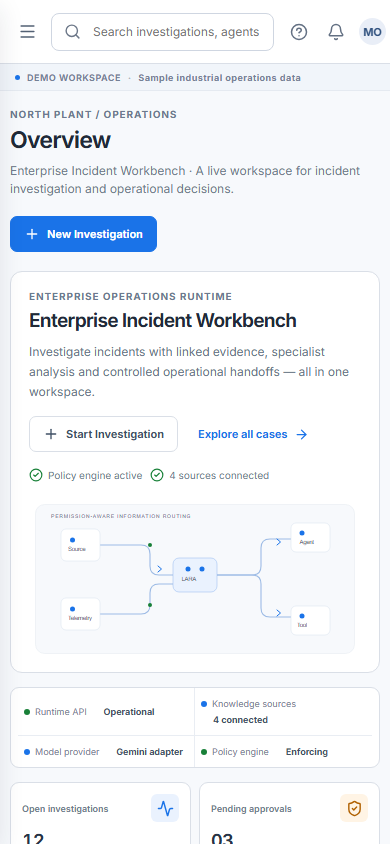 Search investigations, agents
MO
DEMO WORKSPACE · Sample industrial operations data
NORTH PLANT / OPERATIONS
Overview
Enterprise Incident Workbench · A live workspace for incident
investigation and operational decisions.
New Investigation
ENTERPRISE OPERATIONS RUNTIME
Enterprise Incident Workbench
Investigate incidents with linked evidence, specialist
analysis and controlled operational handoffs — all in one
workspace.
Start Investigation
Explore all cases
Policy engine active
4 sources connected
PERMISSION-AWARE INFORMATION ROUTING
Source
Agent
LARA
Telemetry
Tool
Runtime API Operational
Knowledge sources
4 connected
Model provider Gemini adapter
Policy engine Enforcing
Open investigations
Pending approvals
12
03